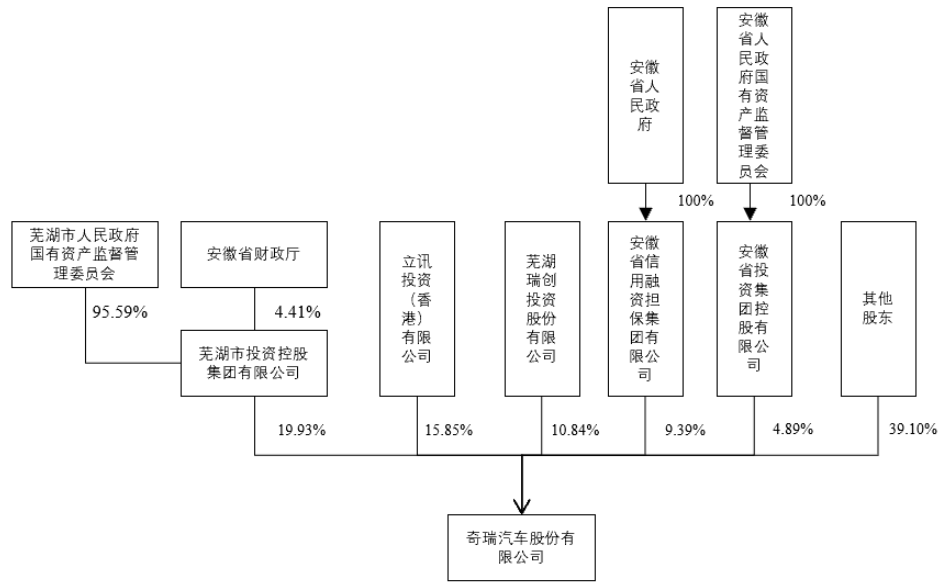 安徽
省人
民政
府
安徽
省人
民政
府国
有资
产监
督管
理委
员会
100%
100%
芜湖市人民政府
国有资产监督管
理委员会
安徽省财政厅
立讯
投资
（香
港）
有限
公司
芜湖
瑞创
投资
股份
有限
公司
安徽
省信
用融
资担
保集
团有
限公
司
安徽
省投
资集
团控
股有
限公
司
其他
股东
95.59%
4.41%
芜湖市投资控股
集团有限公司
19.93%
15.85%
10.84%
9.39%
4.89%
39.10%
奇瑞汽车股份有
限公司